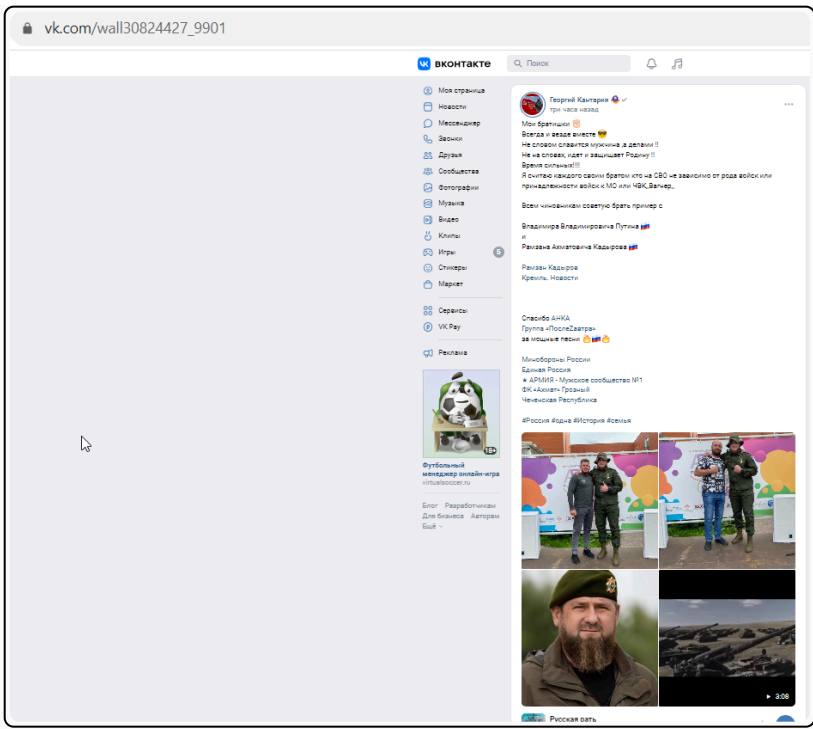 vk.com/wall30824427_9901
вконтакте
Поиск
Моя страница
Новости
Мессенджер
Звонки
Друзья
Сообщества
Фотографии
Музыка
Видео
Клипы
Игры 5
Стикеры
Маркет
Сервисы
VK Pay
Реклама
18+
Футбольный
менеджер онлайн-игра
virtualsoccer.ru
Блог Разработчикам
Для бизнеса Авторам
Ещё
Георгий Кантария
три часа назад
Мои братишки
Всегда и везде вместе
Не словом славится мужчина ,а делами !!
Не на словах, идет и защищает Родину !!
Время сильных!!!
Я считаю каждого своим братом кто на СВО не зависимо от рода войск или
принадлежности войск к МО или ЧВК_Вагнер_
Всем чиновникам советую брать пример с
Владимира Владимировича Путина
и
Рамзана Ахматовича Кадырова
Рамзан Кадыров
Кремль. Новости
Спасибо АНКА
Группа «ПослеZавтра»
за мощные песни
Минобороны России
Единая Россия
★ АРМИЯ - Мужское сообщество №1
ФК «Ахмат» Грозный
Чеченская Республика
#Россия #одна #История #семья
3:08
Русская рать